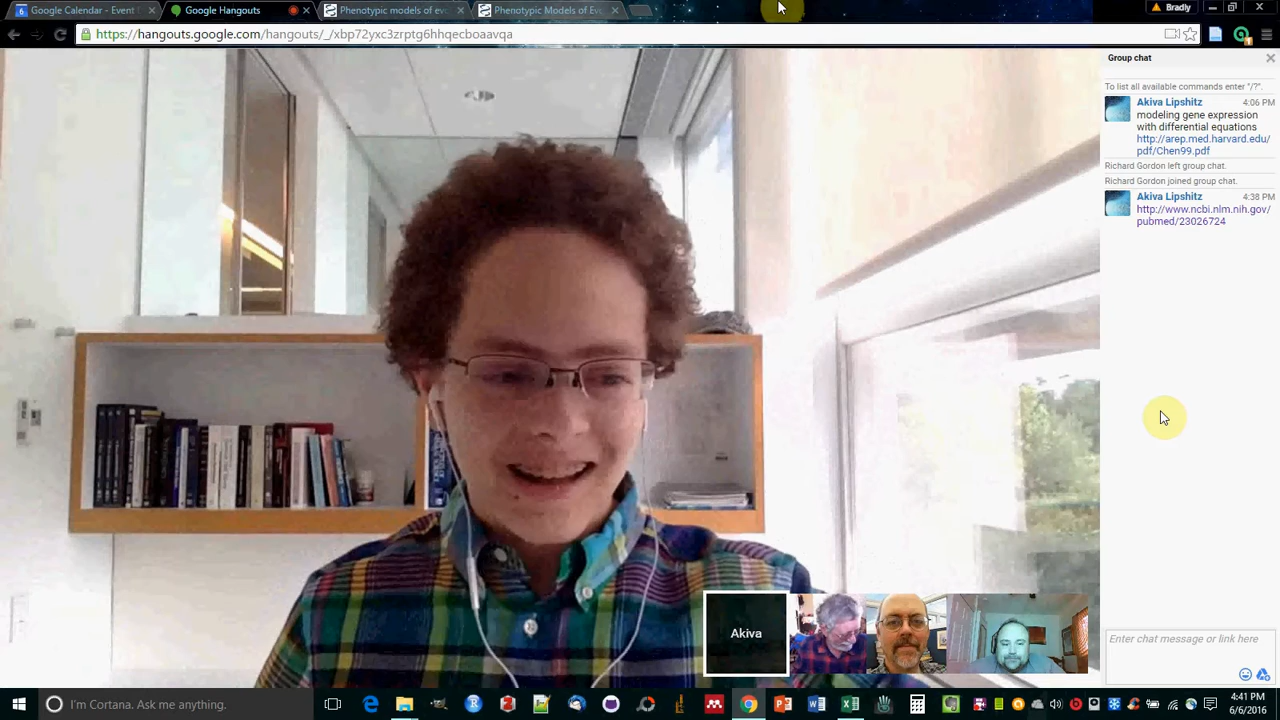 Google Calendar - Event
Google Hangouts
Phenotypic models of evo
Phenotypic Models of Evo
Bradly
https://hangouts.google.com/hangouts/_/xbp72yxc3zrptg6hhqecboaavqa
Group chat
To list all available commands enter "/?".
Akiva Lipshitz
4:06 PM
modeling gene expression
with differential equations
http://arep.med.harvard.edu/
pdf/Chen99.pdf
Richard Gordon left group chat.
Richard Gordon joined group chat.
Akiva Lipshitz
4:38 PM
http://www.ncbi.nlm.nih.gov/
pubmed/23026724
Akiva
Enter chat message or link here
I'm Cortana. Ask me anything.
4:41 PM
6/6/2016